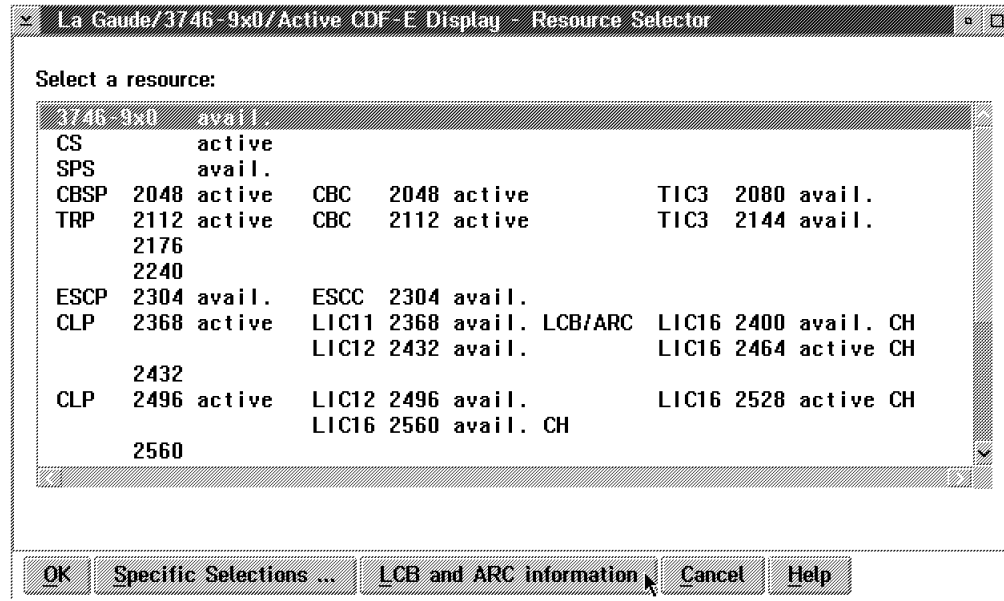 La Gaude/3746-9x0/Active CDF-E Display - Resource Selector
Select a resource:
3746-9x0 avail.
CS active
SPS avail.
CBSP 2048 active CBC 2048 active TIC3 2080 avail.
TRP 2112 active CBC 2112 active TIC3 2144 avail.
2176
2240
ESCP 2304 avail. ESCC 2304 avail.
CLP 2368 active LIC11 2368 avail. LCB/ARC LIC16 2400 avail. CH
LIC12 2432 avail. LIC16 2464 active CH
2432
CLP 2496 active LIC12 2496 avail. LIC16 2528 active CH
LIC16 2560 avail. CH
2560
OK Specific Selections ... LCB and ARC information Cancel Help